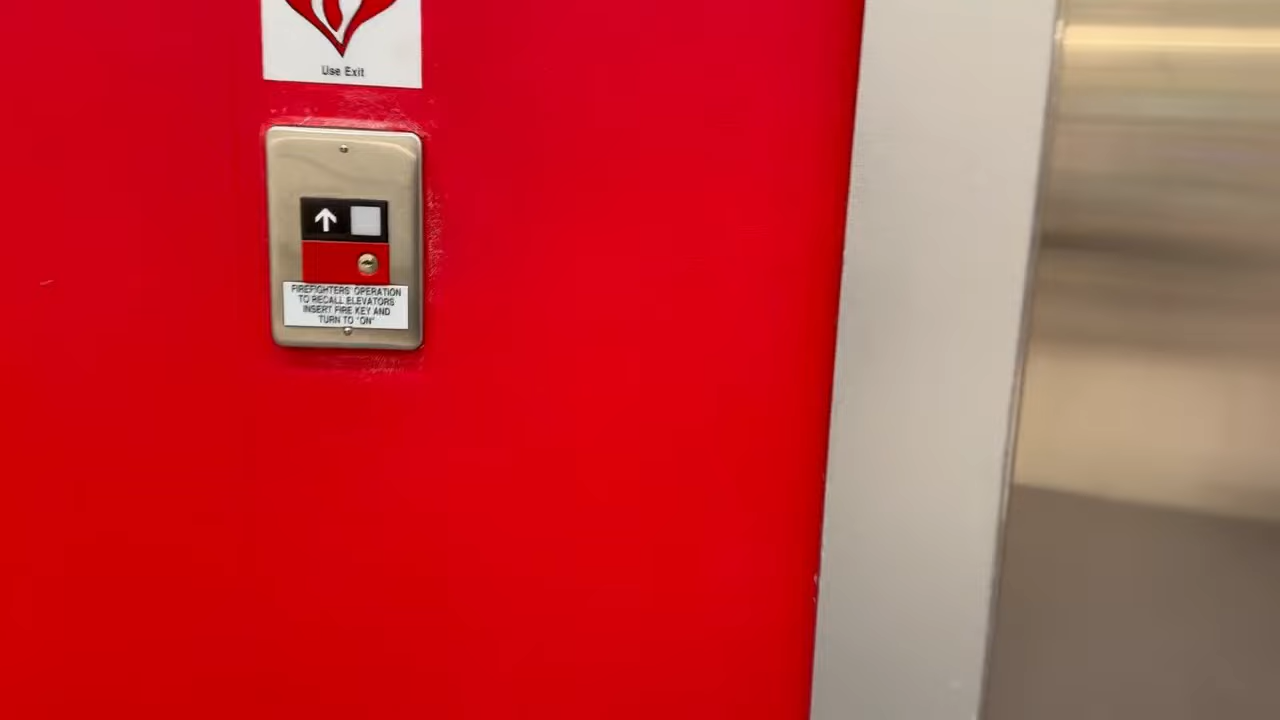 Use Exit
FIREFIGHTERS' OPERATION
TO RECALL ELEVATORS
INSERT FIRE KEY AND
TURN TO "ON"